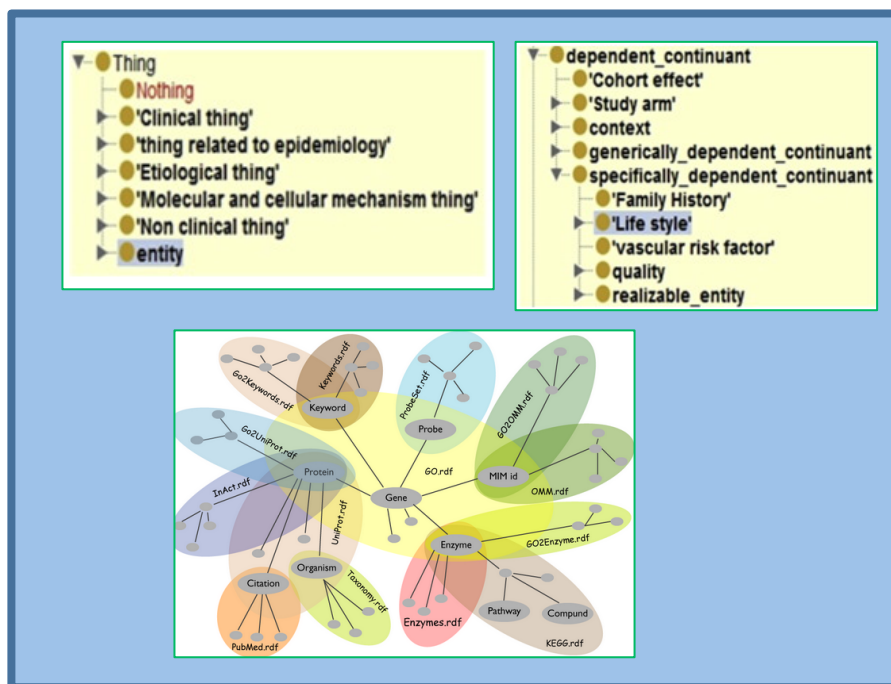 Thing
Nothing
'Clinical thing'
'thing related to epidemiology'
'Etiological thing'
'Molecular and cellular mechanism thing'
'Non clinical thing'
entity
dependent_continuant
'Cohort effect'
'Study arm'
context
generically_dependent_continuant
specifically_dependent_continuant
'Family History'
'Life style'
'vascular risk factor'
quality
realizable_entity
Go2Keywords.rdf
Keywords.rdf
Keyword
ProbeSet.rdf
Probe
GO2OMM.rdf
MIM id
OMM.rdf
Go2UniProt.rdf
Protein
GO.rdf
Gene
InAct.rdf
UniProt.rdf
Enzyme
GO2Enzyme.rdf
Citation
Organism
Taxonomy.rdf
PubMed.rdf
Enzymes.rdf
Pathway
Compund
KEGG.rdf